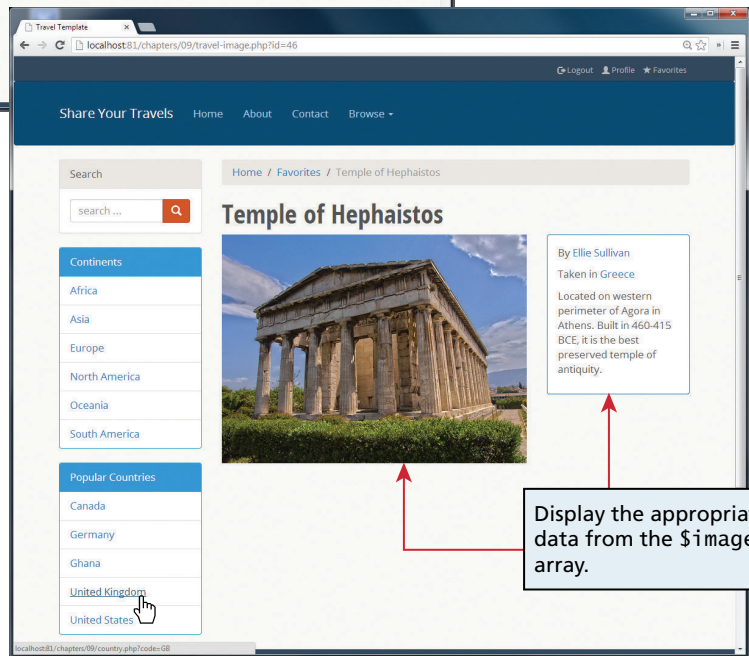 Travel Template
localhost:81/chapters/09/travel-image.php?id=46
Logout Profile Favorites
Share Your Travels Home About Contact Browse
Search
search ...
Continents
Africa
Asia
Europe
North America
Oceania
South America
Popular Countries
Canada
Germany
Ghana
United Kingdom
United States
Home / Favorites / Temple of Hephaistos
Temple of Hephaistos
By Ellie Sullivan
Taken in Greece
Located on western
perimeter of Agora in
Athens. Built in 460-415
BCE, it is the best
preserved temple of
antiquity.
Display the appropria
data from the $image
array.
localhost:81/chapters/09/country.php?code=GB